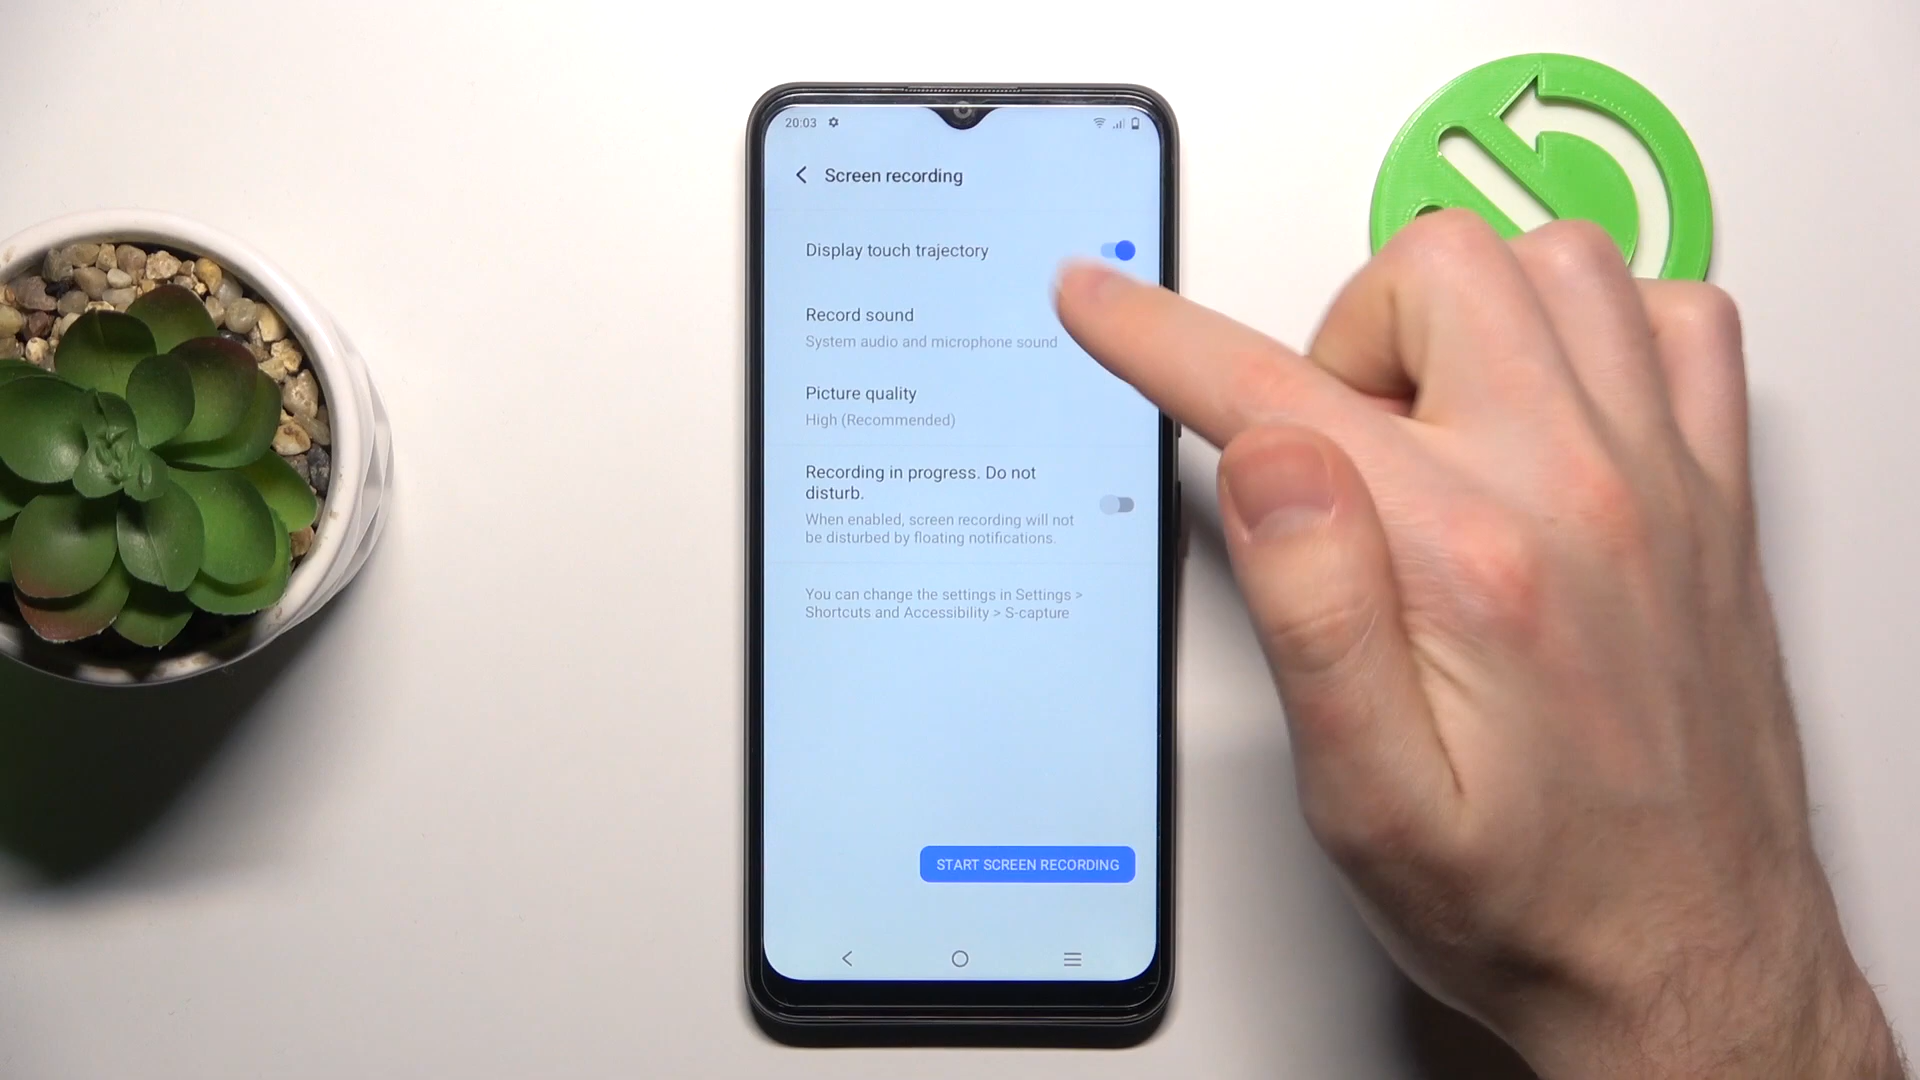 20:03
Screen recording
Display touch trajectory
Record sound
System audio and microphone sound
Picture quality
High (Recommended)
Recording in progress. Do not
disturb.
When enabled, screen recording will not
be disturbed by floating notifications.
You can change the settings in Settings >
Shortcuts and Accessibility > S-capture
START SCREEN RECORDING